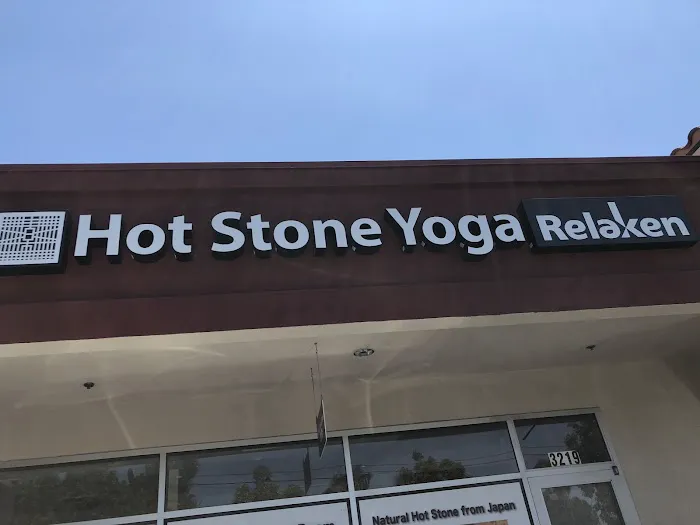 Hot Stone Yoga Relaxen
3219
Natural Hot Stone from Japan